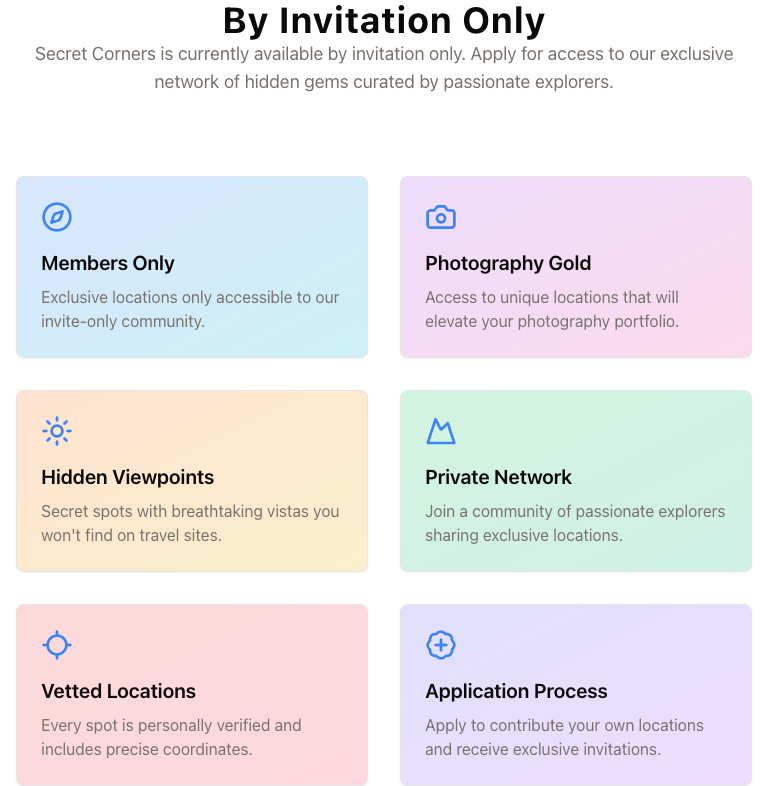 By Invitation Only
Secret Corners is currently available by invitation only. Apply for access to our exclusive
network of hidden gems curated by passionate explorers.
Members Only
Exclusive locations only accessible to our
invite-only community.
Photography Gold
Access to unique locations that will
elevate your photography portfolio.
Hidden Viewpoints
Secret spots with breathtaking vistas you
won't find on travel sites.
Private Network
Join a community of passionate explorers
sharing exclusive locations.
Vetted Locations
Every spot is personally verified and
includes precise coordinates.
Application Process
Apply to contribute your own locations
and receive exclusive invitations.